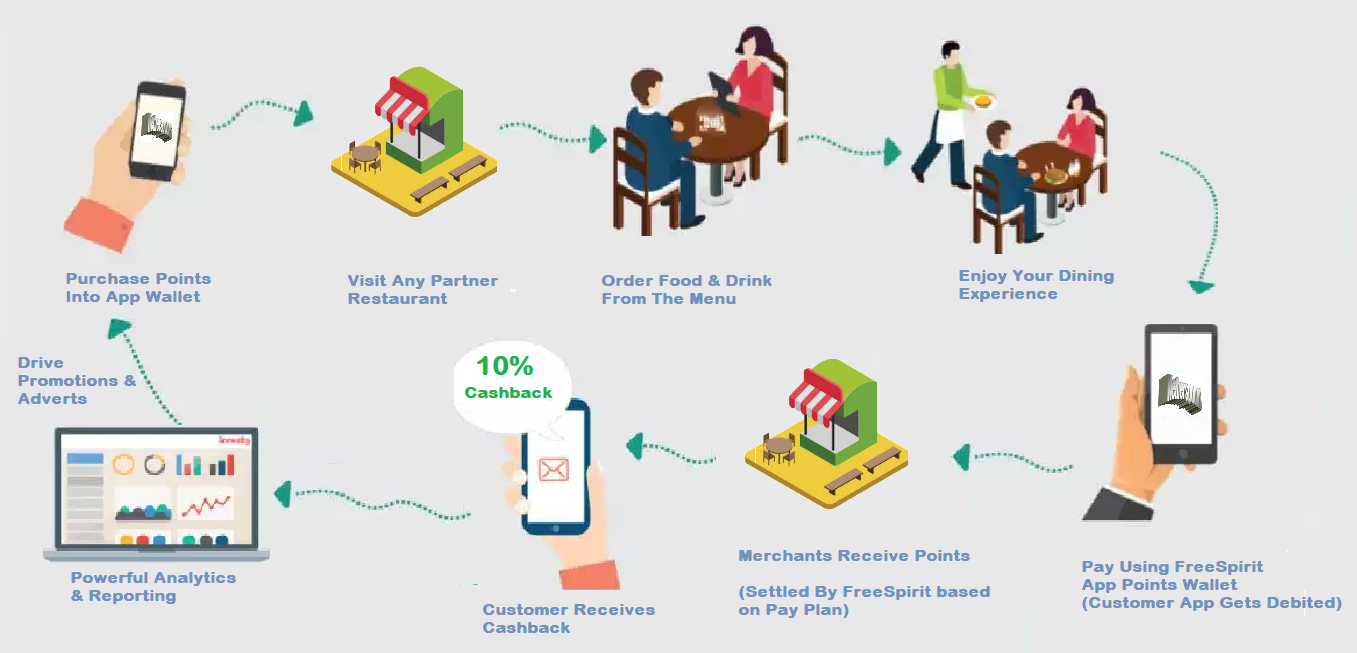 Purchase Points
Into App Wallet
Visit Any Partner
Restaurant
Order Food & Drink
From The Menu
Enjoy Your Dining
Experience
Pay Using FreeSpirit
App Points Wallet
(Customer App Gets Debited)
Merchants Receive Points
(Settled By FreeSpirit based
on Pay Plan)
10%
Cashback
Customer Receives
Cashback
Powerful Analytics
& Reporting
Drive
Promotions &
Adverts